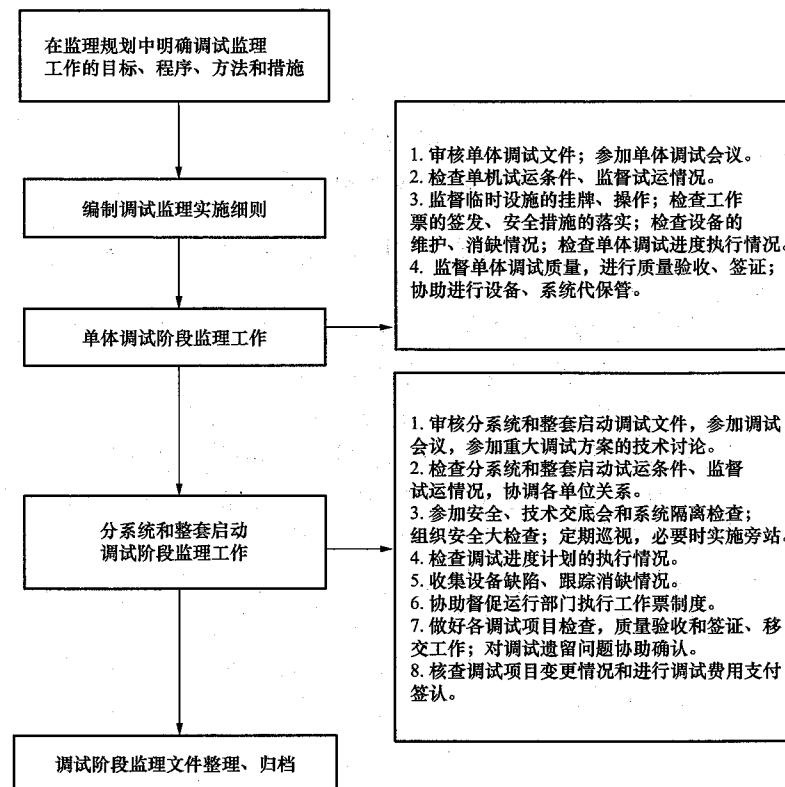 在监理规划中明确调试监理
工作的目标、程序、方法和措施
编制调试监理实施细则
单体调试阶段监理工作
1. 审核单体调试文件；参加单体调试会议。
2. 检查单机试运条件、监督试运情况。
3. 监督临时设施的挂牌、操作；检查工作
票的签发、安全措施的落实；检查设备的
维护、消缺情况；检查单体调试进度执行情况。
4. 监督单体调试质量，进行质量验收、签证；
协助进行设备、系统代保管。
分系统和整套启动
调试阶段监理工作
1. 审核分系统和整套启动调试文件，参加调试
会议，参加重大调试方案的技术讨论。
2. 检查分系统和整套启动试运条件、监督
试运情况，协调各单位关系。
3. 参加安全、技术交底会和系统隔离检查；
组织安全大检查；定期巡视，必要时实施旁站。
4. 检查调试进度计划的执行情况。
5. 收集设备缺陷、跟踪消缺情况。
6. 协助督促运行部门执行工作票制度。
7. 做好各调试项目检查，质量验收和签证、移
交工作；对调试遗留问题协助确认。
8. 核查调试项目变更情况和进行调试费用支付
签认。
调试阶段监理文件整理、归档